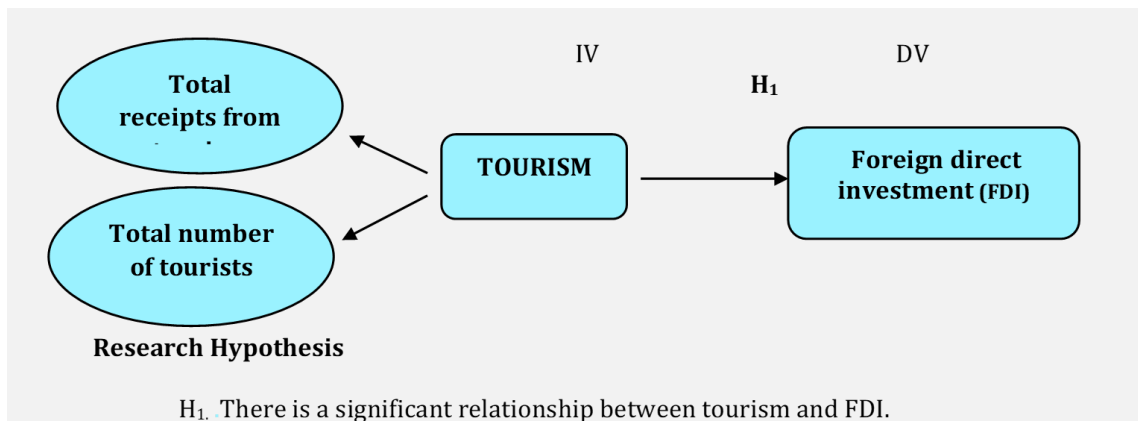 IV
DV
H₁
Total
receipts from
TOURISM
Foreign direct
investment (FDI)
Total number
of tourists
Research Hypothesis
H₁. .There is a significant relationship between tourism and FDI.